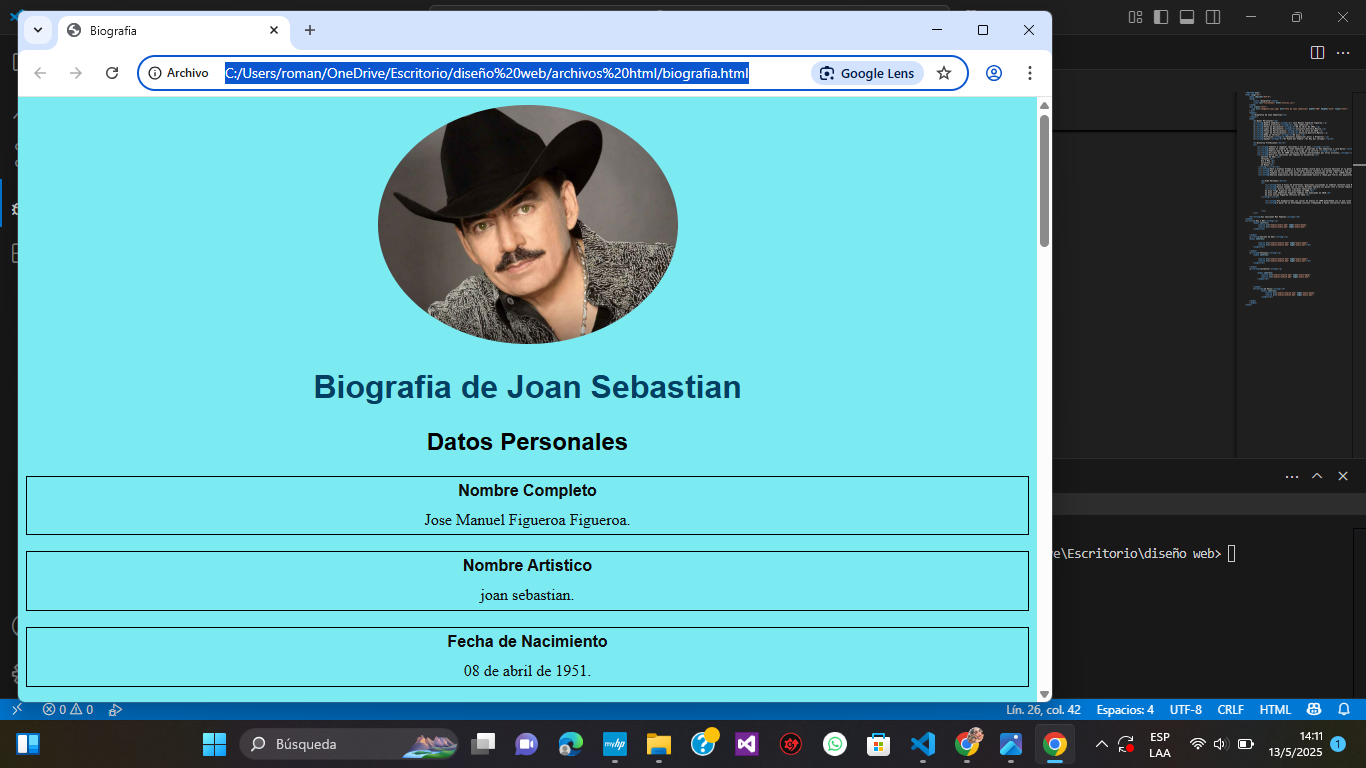 Biografia
Archivo
C:/Users/roman/OneDrive/Escritorio/diseño%20web/archivos%20html/biografia.html
Google Lens
Biografia de Joan Sebastian
Datos Personales
Nombre Completo
Jose Manuel Figueroa Figueroa.
Nombre Artistico
joan sebastian.
Fecha de Nacimiento
08 de abril de 1951.
e\Escritorio\diseño web>
0 0
Lín. 26, col. 42
Espacios: 4
UTF-8
CRLF
HTML
Búsqueda
myhp
ESP
LAA
14:11
13/5/2025
1